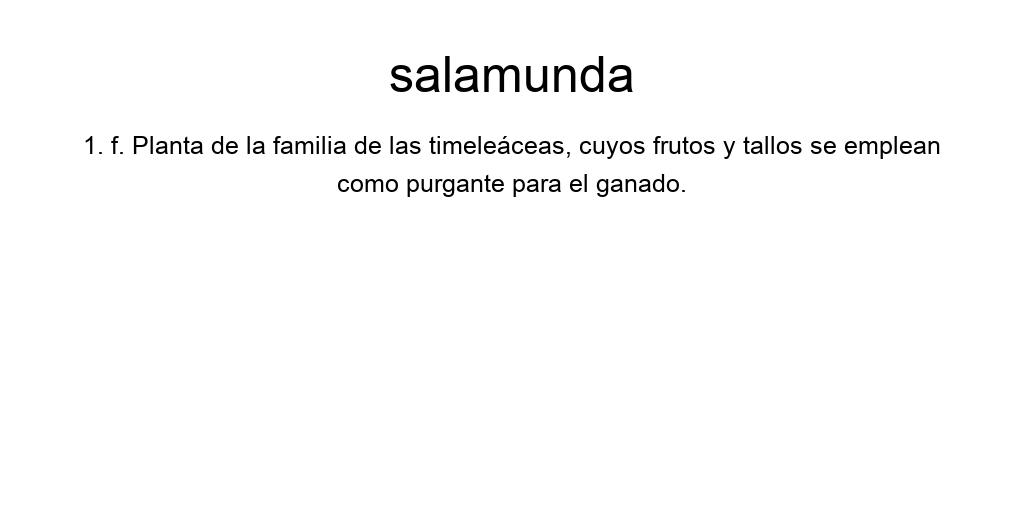 salamunda
1. f. Planta de la familia de las timeleáceas, cuyos frutos y tallos se emplean
como purgante para el ganado.